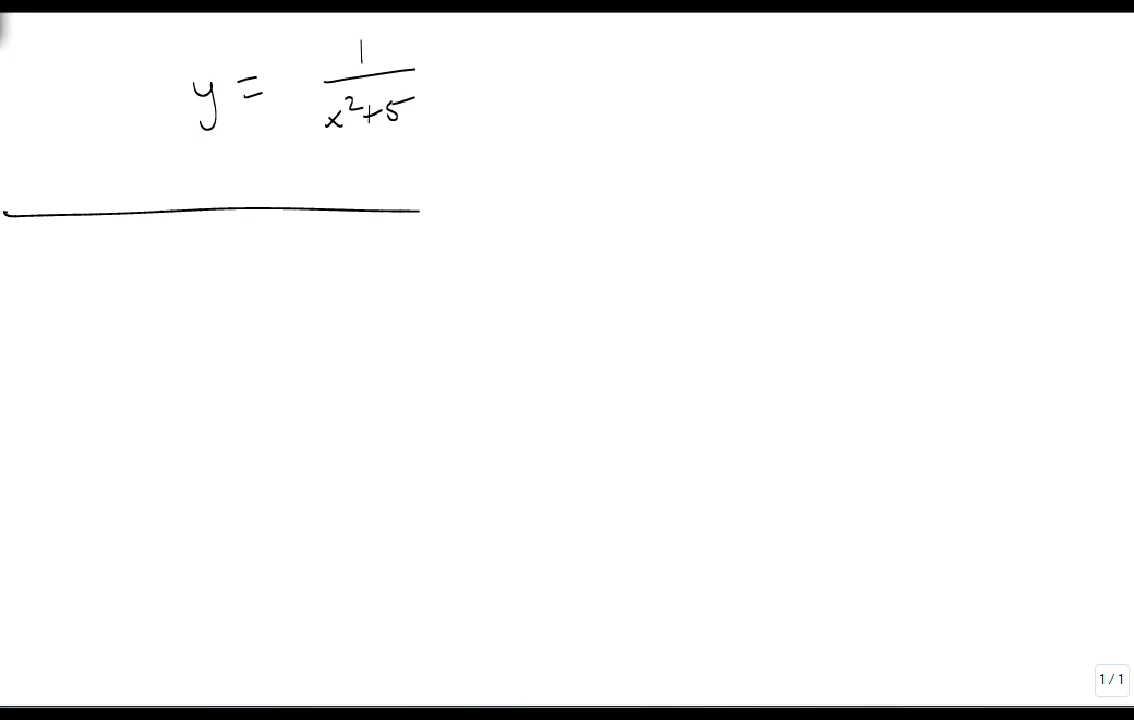 y = 1/(x²+5)
1 / 1